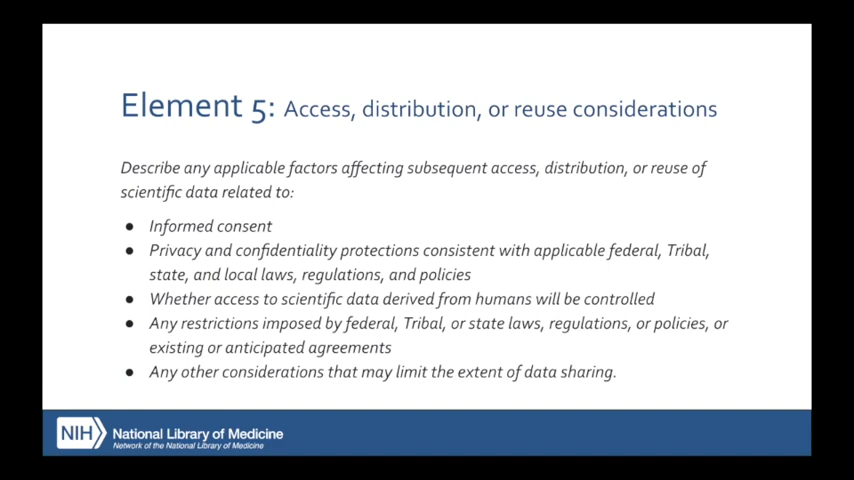 Element 5: Access, distribution, or reuse considerations
Describe any applicable factors affecting subsequent access, distribution, or reuse of
scientific data related to:
● Informed consent
● Privacy and confidentiality protections consistent with applicable federal, Tribal,
state, and local laws, regulations, and policies
● Whether access to scientific data derived from humans will be controlled
● Any restrictions imposed by federal, Tribal, or state laws, regulations, or policies, or
existing or anticipated agreements
● Any other considerations that may limit the extent of data sharing.
NIH National Library of Medicine
Network of the National Library of Medicine